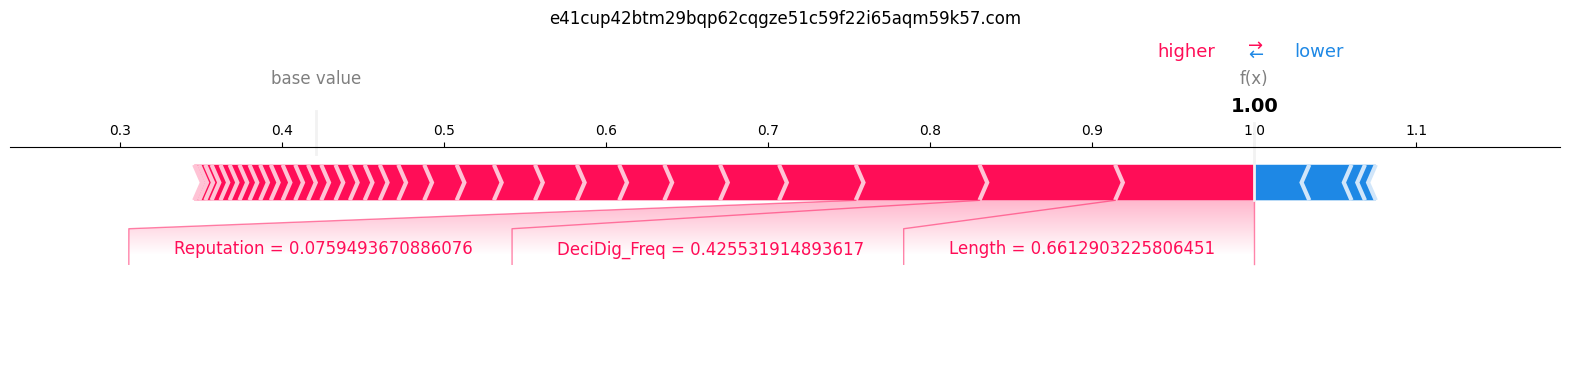 e41cup42btm29bqp62cqgze51c59f22i65aqm59k57.com
higher → ← lower
base value f(x)
1.00
0.3 0.4 0.5 0.6 0.7 0.8 0.9 1.0 1.1
Reputation = 0.0759493670886076 DeciDig_Freq = 0.425531914893617 Length = 0.6612903225806451